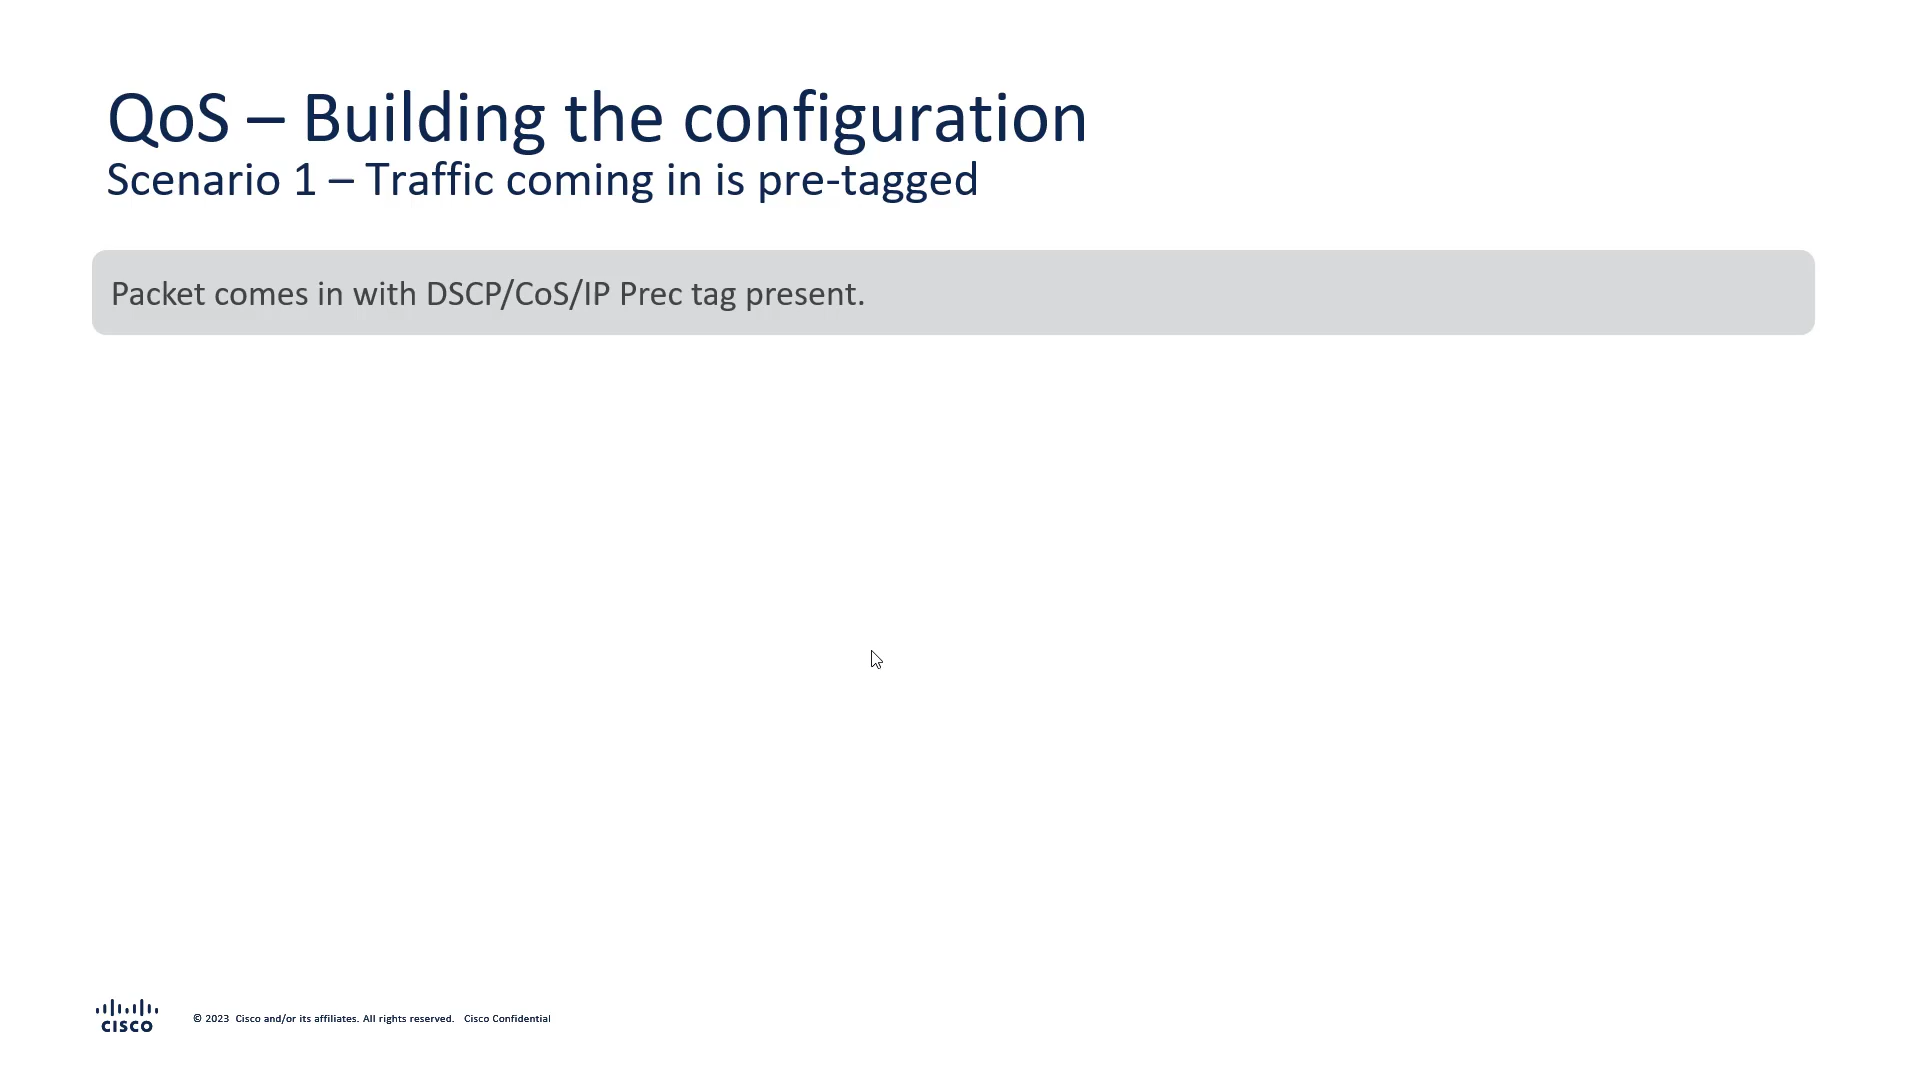 QoS – Building the configuration
Scenario 1 – Traffic coming in is pre-tagged
Packet comes in with DSCP/CoS/IP Prec tag present.
CISCO
© 2023 Cisco and/or its affiliates. All rights reserved. Cisco Confidential